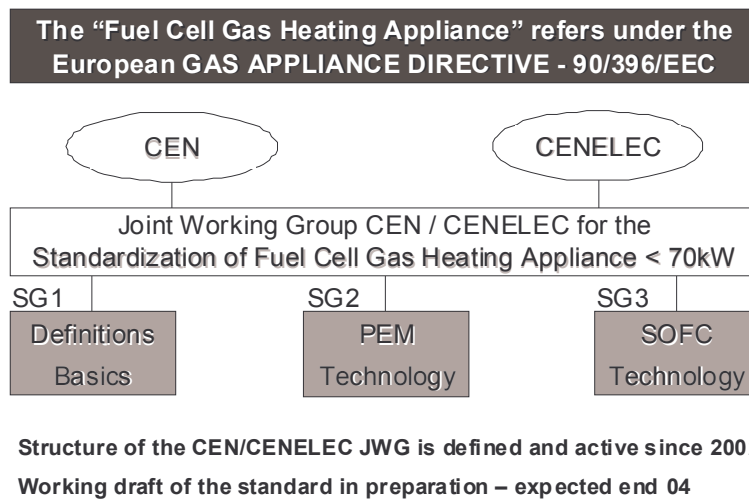 The “Fuel Cell Gas Heating Appliance” refers under the
European GAS APPLIANCE DIRECTIVE - 90/396/EEC
CEN
CENELEC
Joint Working Group CEN / CENELEC for the
Standardization of Fuel Cell Gas Heating Appliance < 70kW
SG1
SG2
SG3
Definitions
Basics
PEM
Technology
SOFC
Technology
Structure of the CEN/CENELEC JWG is defined and active since
Working draft of the standard in preparation – expected end 04